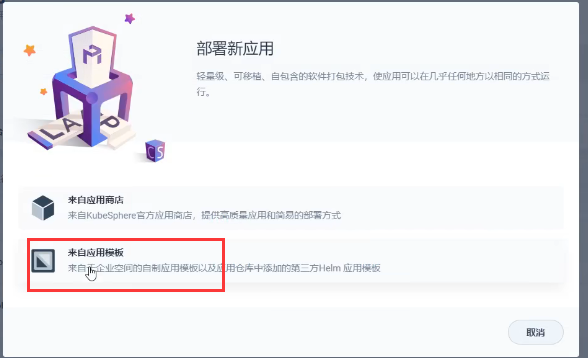 部署新应用
轻量级、可移植、自包含的软件打包技术，使应用可以在几乎任何地方以相同的方式运
行。
来自应用商店
来自KubeSphere官方应用商店，提供高质量应用和简易的部署方式
来自应用模板
来自于企业空间的自制应用模板以及应用仓库中添加的第三方Helm 应用模板
取消
LAMP
CS